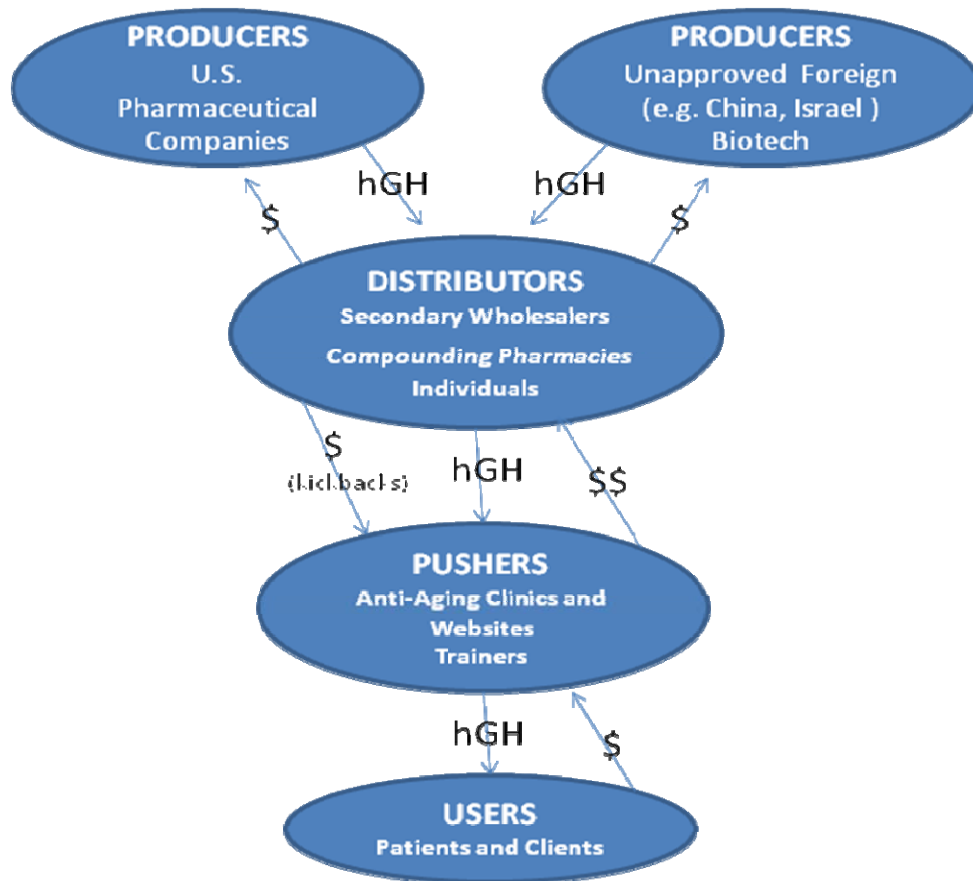 PRODUCERS
U.S.
Pharmaceutical
Companies
PRODUCERS
Unapproved Foreign
(e.g. China, Israel )
Biotech
hGH
hGH
$
$
DISTRIBUTORS
Secondary Wholesalers
Compounding Pharmacies
Individuals
$
(kickbacks)
hGH
$$
PUSHERS
Anti-Aging Clinics and
Websites
Trainers
hGH
$
USERS
Patients and Clients